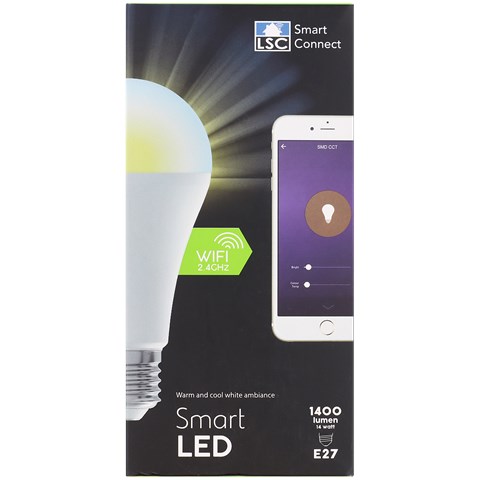 LSC
Smart
Connect
SMD CCT
WIFI
2.4GHZ
Bright
Warm and cool white ambiance
Smart
LED
1400
lumen
14 watt
E27